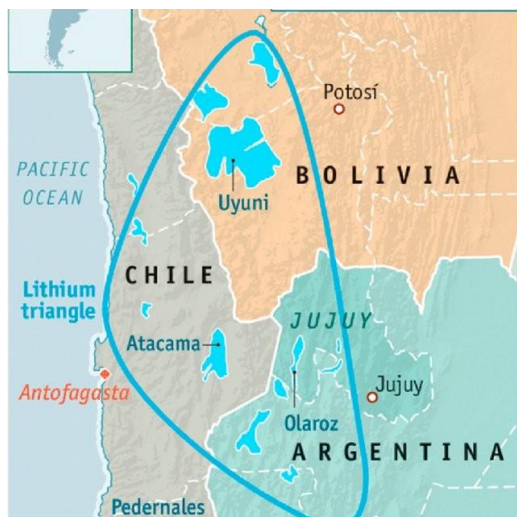 Potosí
PACIFIC
OCEAN
BOLIVIA
Uyuni
CHILE
Lithium
triangle
JUJUY
Atacama
Antofagasta
Jujuy
Olaroz
ARGENTINA
Pedernales